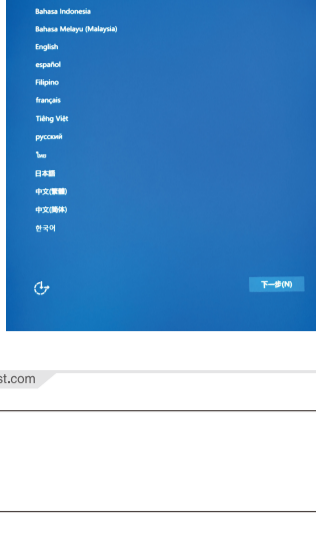 Bahasa Indonesia
Bahasa Melayu (Malaysia)
English
español
Filipino
français
Tiếng Việt
русский
ไทย
日本語
中文(繁體)
中文(简体)
한국어
下一步(N)
st.com